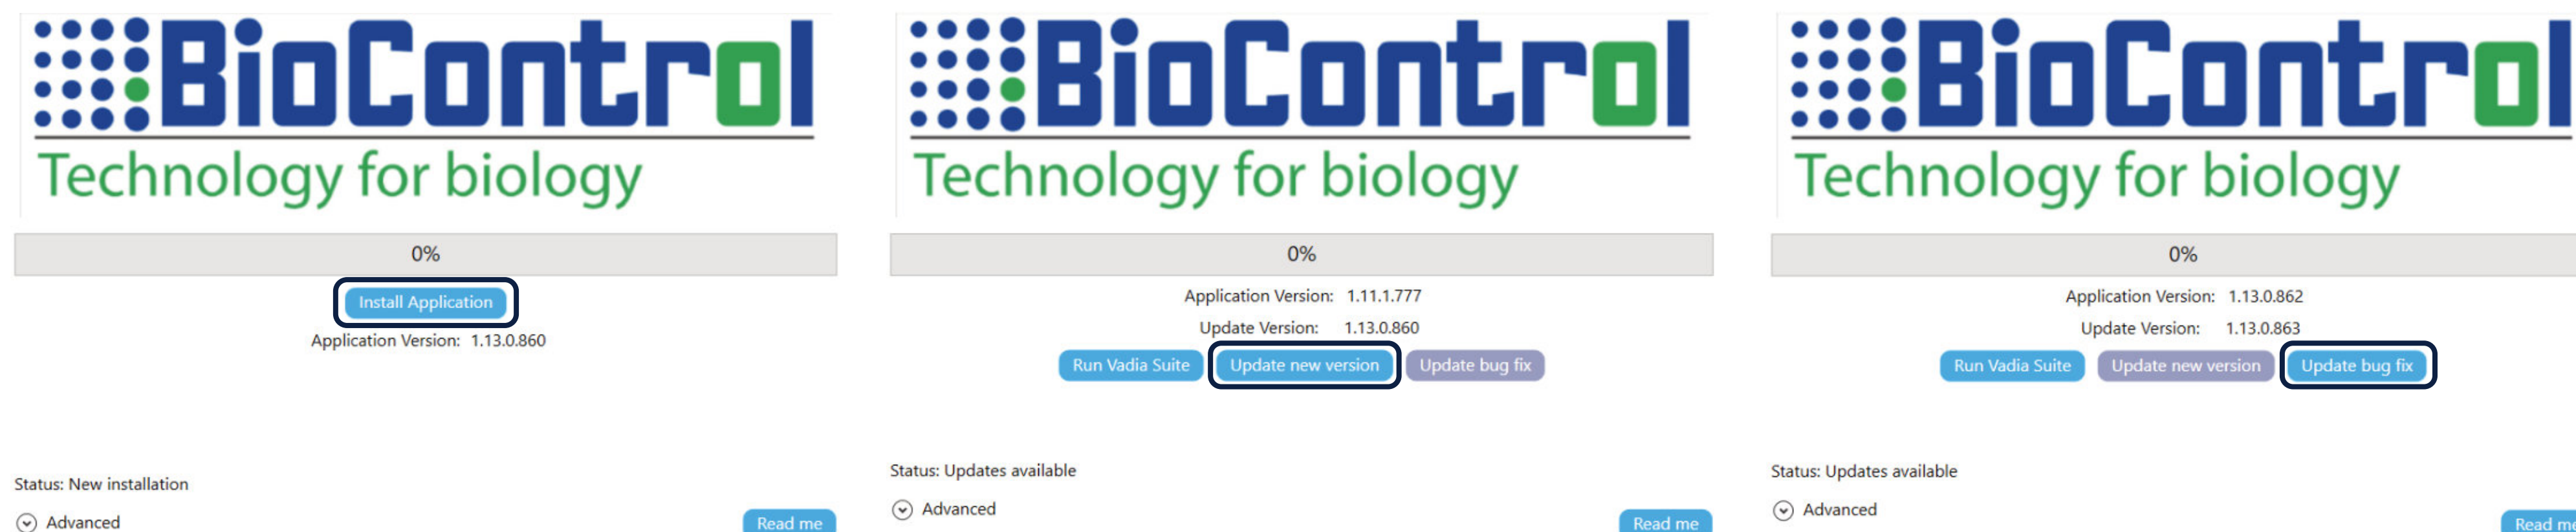 BioControl
Technology for biology
0%
Install Application
Application Version: 1.13.0.860
Status: New installation
Advanced
Read me
BioControl
Technology for biology
0%
Application Version: 1.11.1.777
Update Version: 1.13.0.860
Run Vadia Suite Update new version Update bug fix
Status: Updates available
Advanced
Read me
BioControl
Technology for biology
0%
Application Version: 1.13.0.862
Update Version: 1.13.0.863
Run Vadia Suite Update new version Update bug fix
Status: Updates available
Advanced
Read me